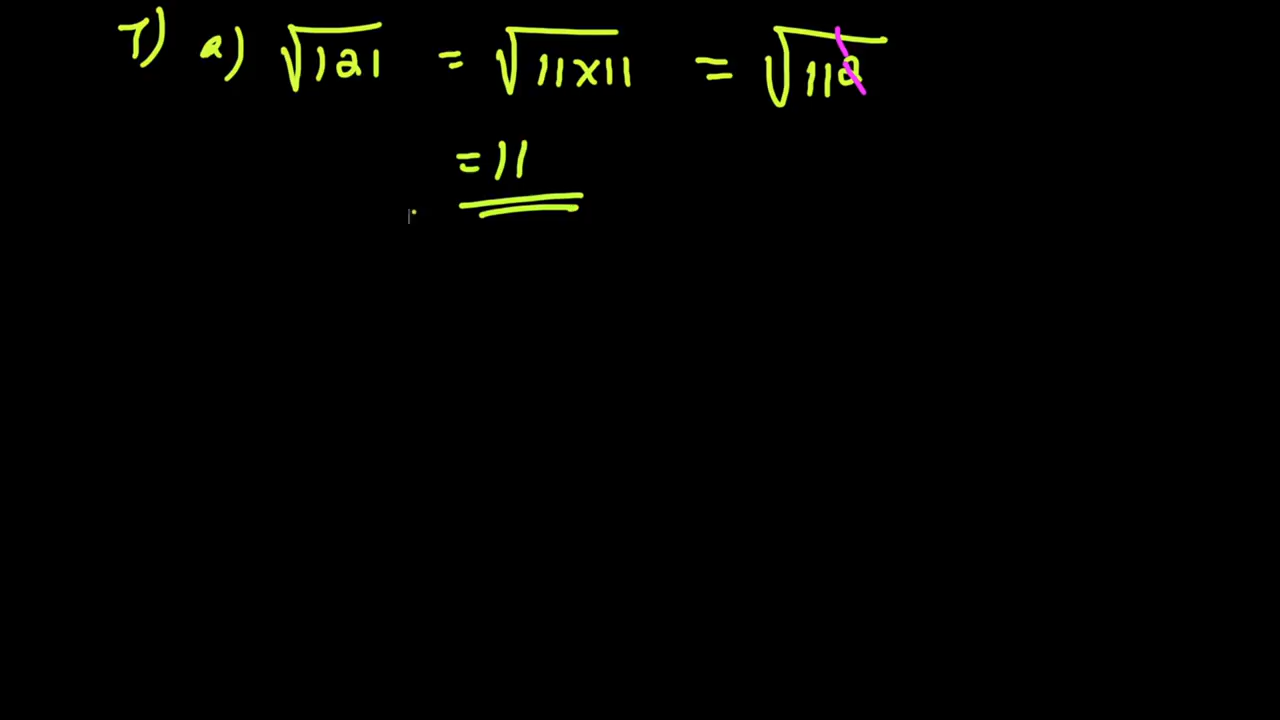 7) a) √121 = √11×11 = √11²
= 11